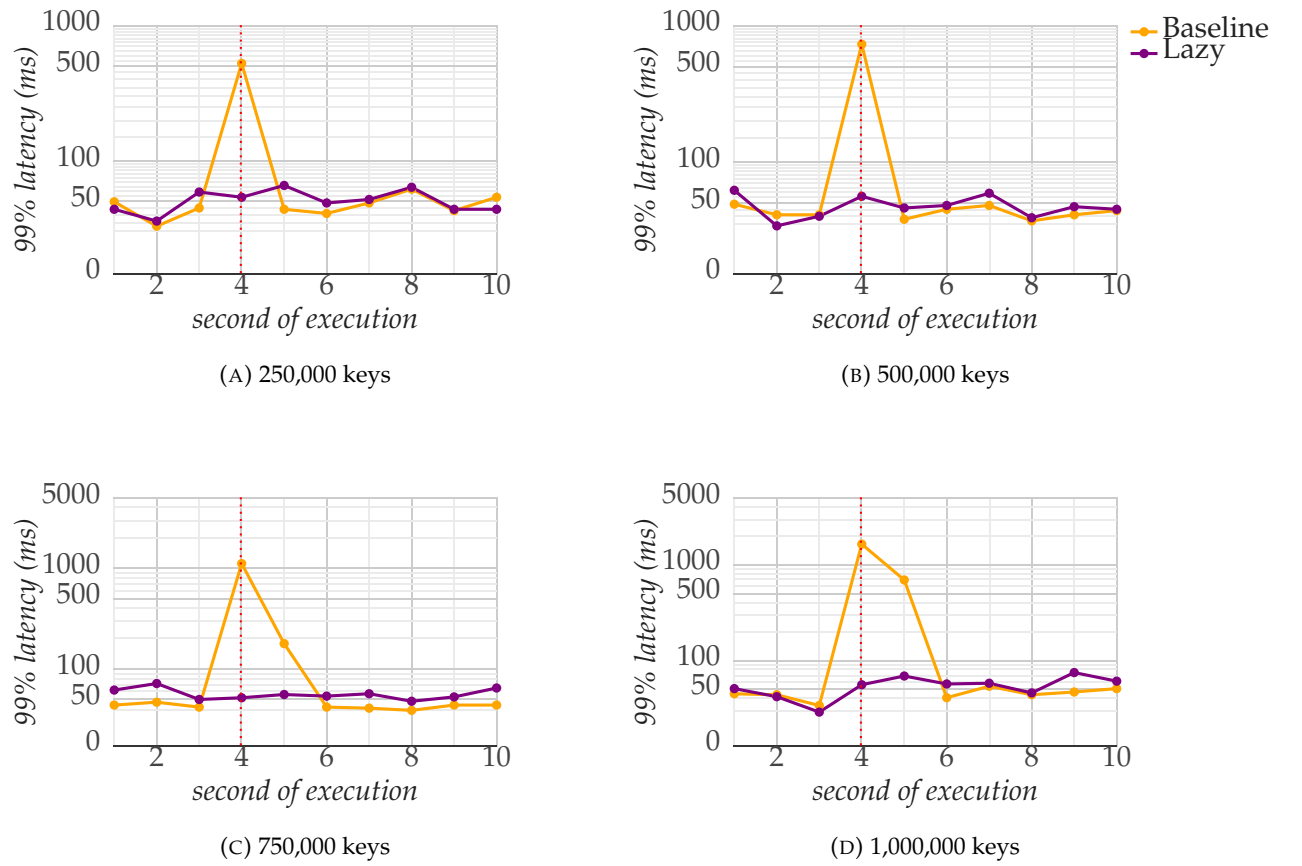 1000
500
100
50
0
99% latency (ms)
2 4 6 8 10
second of execution
(A) 250,000 keys
1000
500
100
50
0
99% latency (ms)
2 4 6 8 10
second of execution
(B) 500,000 keys
Baseline
Lazy
5000
1000
500
100
50
0
99% latency (ms)
2 4 6 8 10
second of execution
(C) 750,000 keys
5000
1000
500
100
50
0
99% latency (ms)
2 4 6 8 10
second of execution
(D) 1,000,000 keys